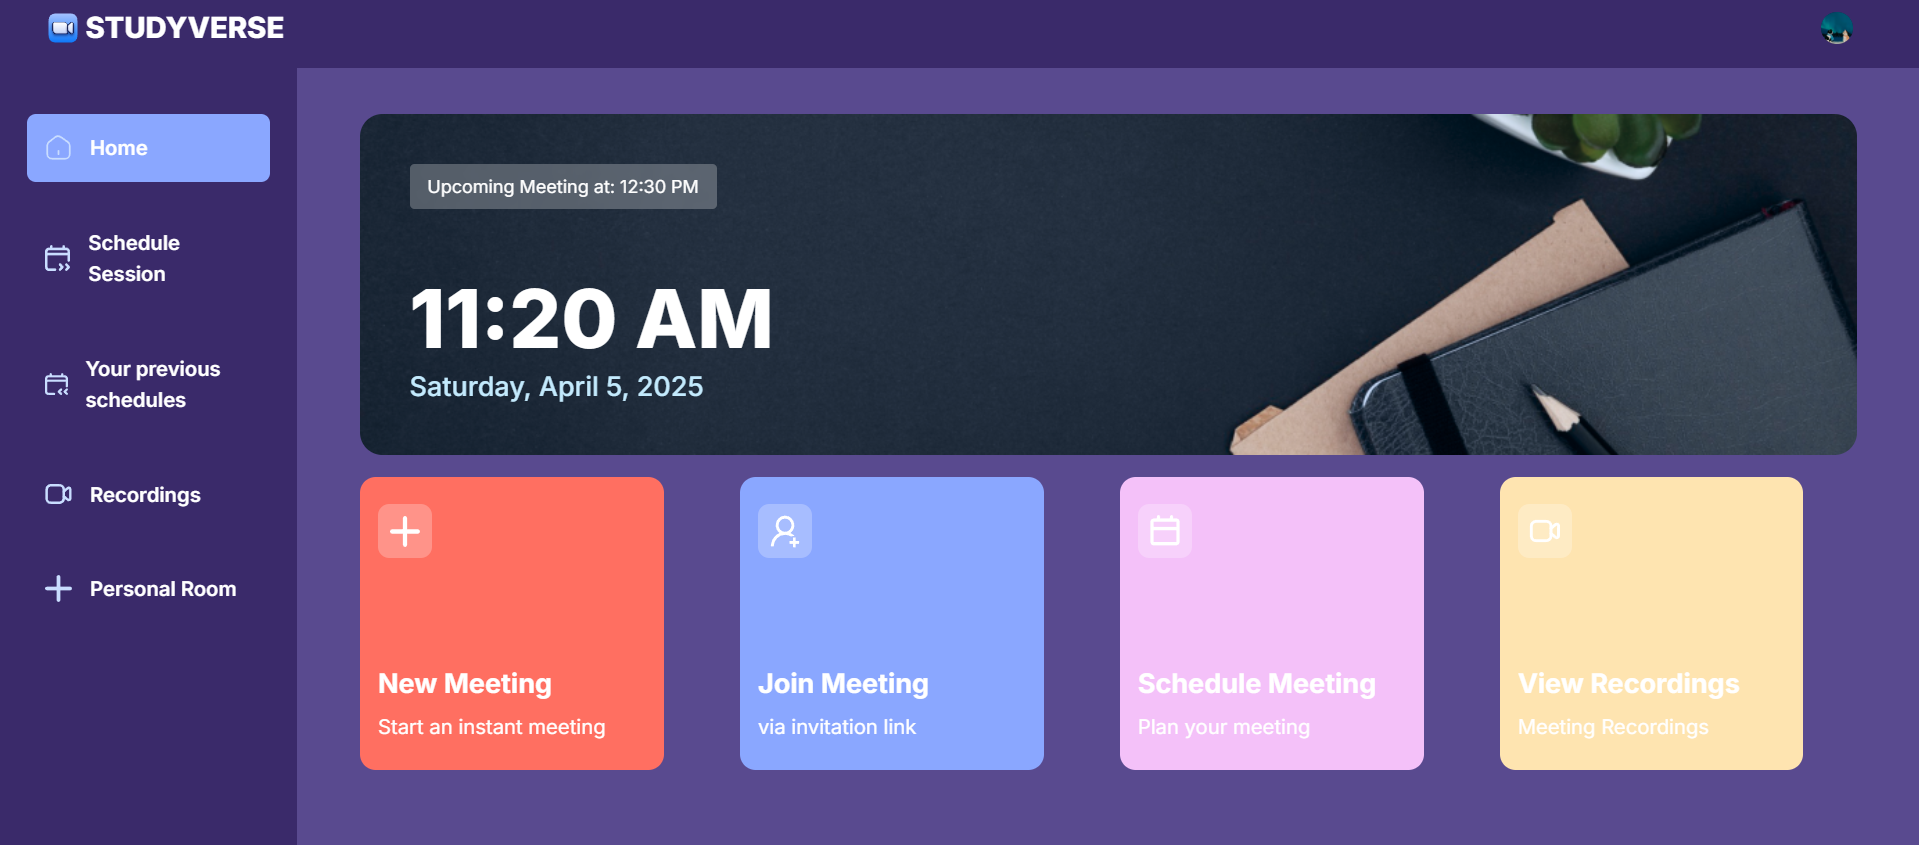 STUDYVERSE
Home
Schedule
Session
Your previous
schedules
Recordings
Personal Room
Upcoming Meeting at: 12:30 PM
11:20 AM
Saturday, April 5, 2025
New Meeting
Start an instant meeting
Join Meeting
via invitation link
Schedule Meeting
Plan your meeting
View Recordings
Meeting Recordings